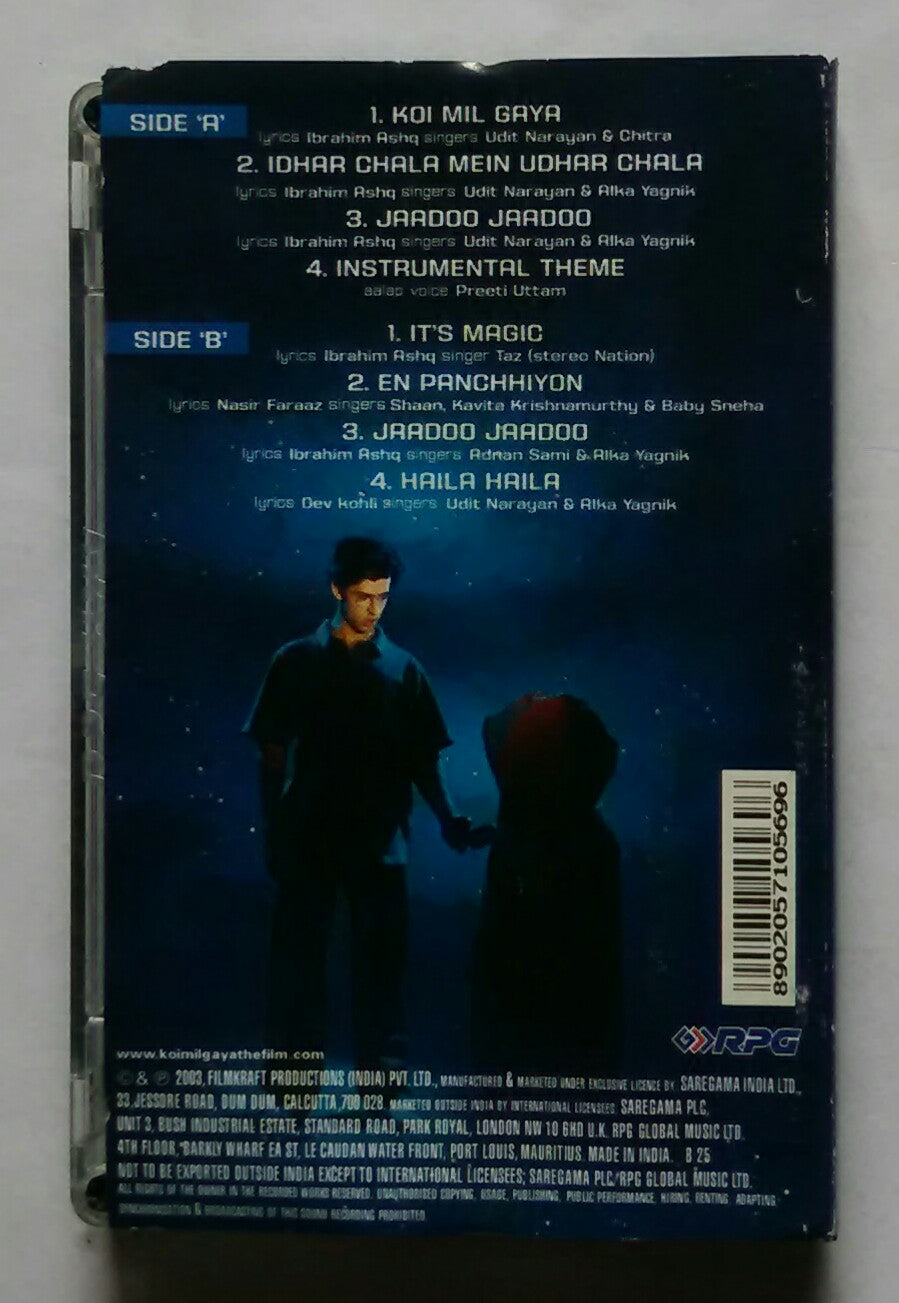 SIDE 'A'
1. KOI MIL GAYA
lyrics Ibrahim Ashq singers Udit Narayan & Chitra
2. IDHAR CHALA MEIN UDHAR CHALA
lyrics Ibrahim Ashq singers Udit Narayan & Alka Yagnik
3. JAADOO JAADOO
lyrics Ibrahim Ashq singers Udit Narayan & Alka Yagnik
4. INSTRUMENTAL THEME
aalap voice Preeti Uttam
SIDE 'B'
1. IT'S MAGIC
lyrics Ibrahim Ashq singer Taz (stereo Nation)
2. EN PANCHHIYON
lyrics Nasir Faraaz singers Shaan, Kavita Krishnamurthy & Baby Sneha
3. JAADOO JAADOO
lyrics Ibrahim Ashq singers Adnan Sami & Alka Yagnik
4. HAILA HAILA
lyrics Dev kohli singers Udit Narayan & Alka Yagnik
8902057105696
RPG
www.koimilgayathefilm.com
© & ℗ 2003, FILMKRAFT PRODUCTIONS (INDIA) PVT. LTD., MANUFACTURED & MARKETED UNDER EXCLUSIVE LICENCE BY. SAREGAMA INDIA LTD.,
33, JESSORE ROAD, DUM DUM, CALCUTTA,700 028. MARKETED OUTSIDE INDIA BY INTERNATIONAL LICENSEES: SAREGAMA PLC,
UNIT 3, BUSH INDUSTRIAL ESTATE, STANDARD ROAD, PARK ROYAL, LONDON NW 10 6HD U.K. RPG GLOBAL MUSIC LTD.
4TH FLOOR, BARKLY WHARF EA ST, LE CAUDAN WATER FRONT, PORT LOUIS, MAURITIUS. MADE IN INDIA. B 25
NOT TO BE EXPORTED OUTSIDE INDIA EXCEPT TO INTERNATIONAL LICENSEES; SAREGAMA PLC/RPG GLOBAL MUSIC LTD.
ALL RIGHTS OF THE OWNER IN THE RECORDED WORKS RESERVED. UNAUTHORISED COPYING, USAGE, PUBLISHING, PUBLIC PERFORMANCE, HIRING, RENTING, ADAPTING,
SYNCHRONISATION & BROADCASTING OF THIS SOUND RECORDING PROHIBITED.